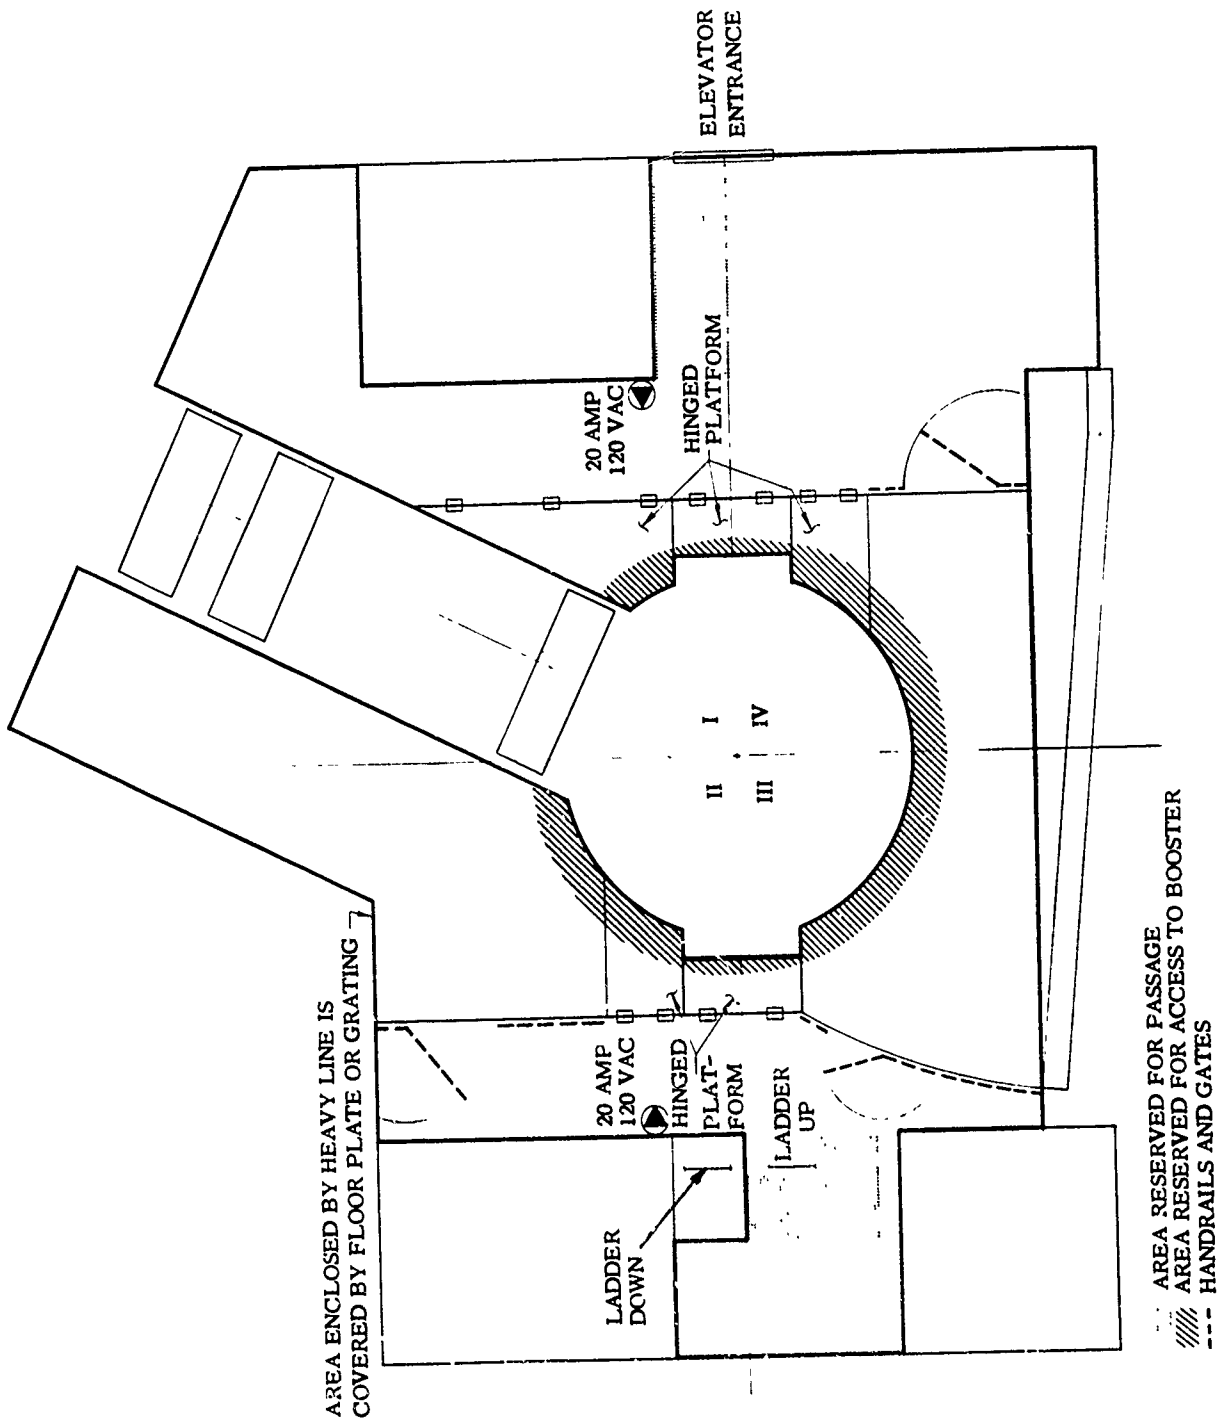 AREA ENCLOSED BY HEAVY LINE IS
COVERED BY FLOOR PLATE OR GRATING
LADDER
DOWN
20 AMP
120 VAC
HINGED
PLAT-
FORM
LADDER
UP
II
I
III
IV
20 AMP
120 VAC
HINGED
PLATFORM
ELEVATOR
ENTRANCE
AREA RESERVED FOR PASSAGE
AREA RESERVED FOR ACCESS TO BOOSTER
HANDRAILS AND GATES